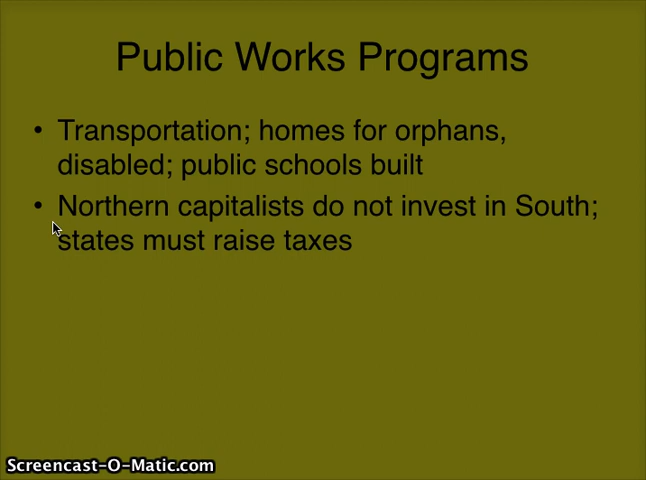 Public Works Programs
• Transportation; homes for orphans,
disabled; public schools built
• Northern capitalists do not invest in South;
states must raise taxes
Screencast-O-Matic.com